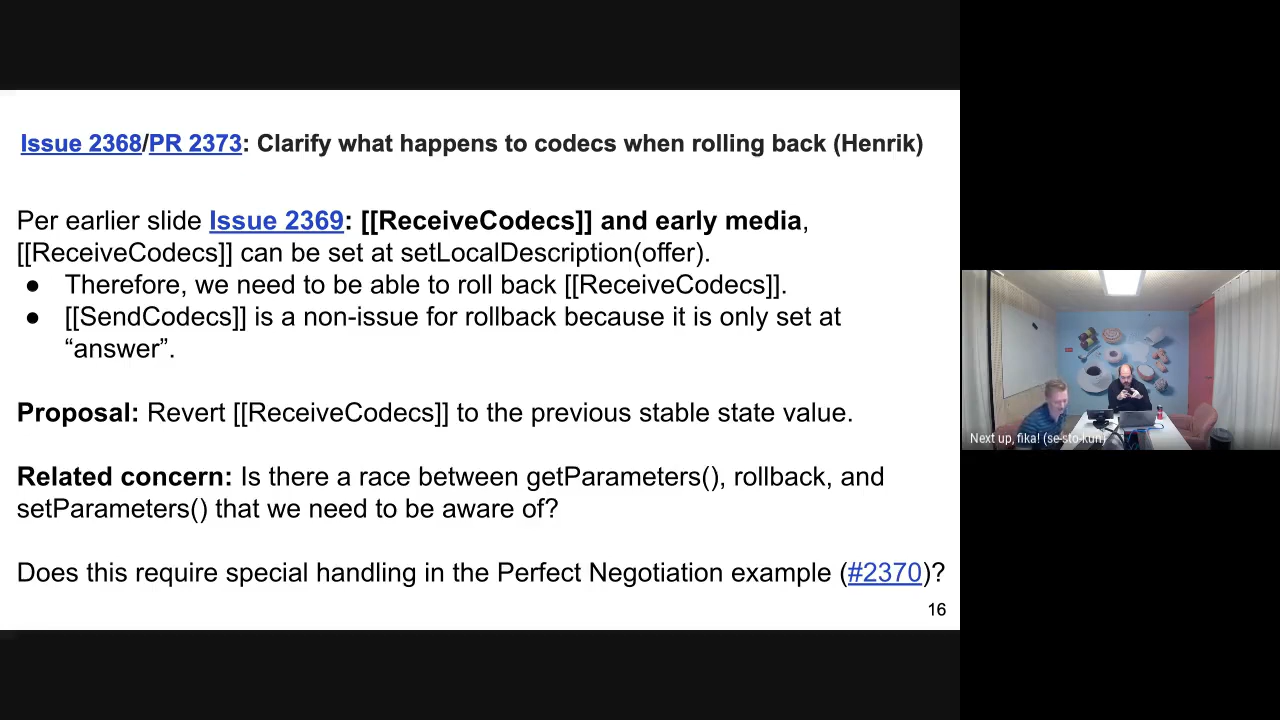 Issue 2368/PR 2373: Clarify what happens to codecs when rolling back (Henrik)
Per earlier slide Issue 2369: [[ReceiveCodecs]] and early media,
[[ReceiveCodecs]] can be set at setLocalDescription(offer).
● Therefore, we need to be able to roll back [[ReceiveCodecs]].
● [[SendCodecs]] is a non-issue for rollback because it is only set at
“answer”.
Proposal: Revert [[ReceiveCodecs]] to the previous stable state value.
Related concern: Is there a race between getParameters(), rollback, and
setParameters() that we need to be aware of?
Does this require special handling in the Perfect Negotiation example (#2370)?
16
Next up, fika! (se-sto-kun)